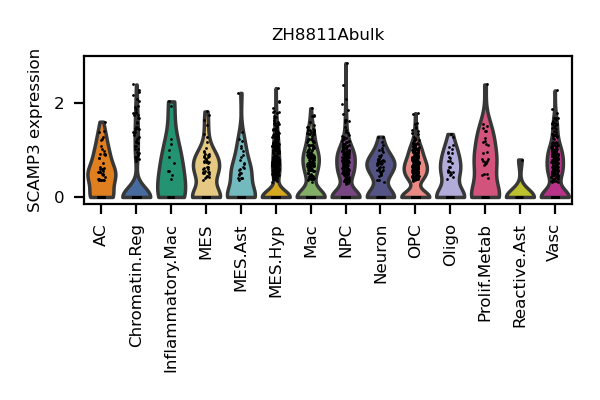 ZH8811Abulk
SCAMP3 expression
2
0
AC
Chromatin.Reg
Inflammatory.Mac
MES
MES.Ast
MES.Hyp
Mac
NPC
Neuron
OPC
Oligo
Prolif.Metab
Reactive.Ast
Vasc